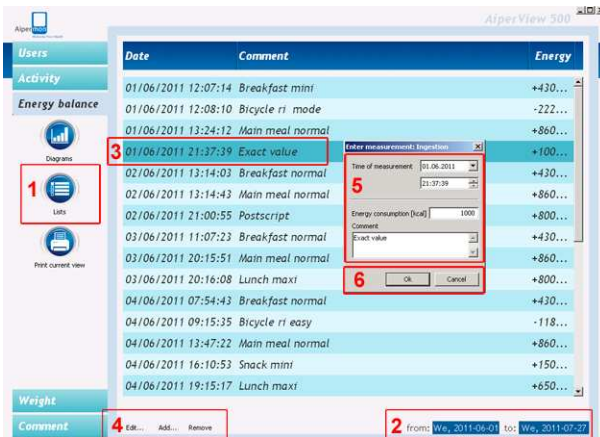 Aipermon
AiperView 500
Users
Activity
Energy balance
Diagrams
1
Lists
Print current view
Weight
Comment
Date Comment Energy
01/06/2011 12:07:14 Breakfast mini +430...
01/06/2011 12:08:10 Bicycle ri mode -222...
01/06/2011 13:24:12 Main meal normal +860...
3 01/06/2011 21:37:39 Exact value +100...
02/06/2011 13:14:03 Breakfast normal +430...
02/06/2011 13:14:43 Main meal normal +860...
02/06/2011 21:00:55 Postscript +800...
03/06/2011 11:07:23 Breakfast normal +430...
03/06/2011 20:15:51 Main meal normal +860...
03/06/2011 20:16:08 Lunch maxi +800...
04/06/2011 07:54:43 Breakfast normal +430...
04/06/2011 09:15:35 Bicycle ri easy -118...
04/06/2011 13:47:22 Main meal normal +860...
04/06/2011 16:10:53 Snack mini +150...
04/06/2011 19:15:17 Lunch maxi +650...
Enter measurement: Ingestion
Time of measurement 01.06.2011
5 21:37:39
Energy consumption [kcal] 1000
Comment
Exact value
6 Ok Cancel
4 Edit... Add... Remove
2 from: We, 2011-06-01 to: We, 2011-07-27